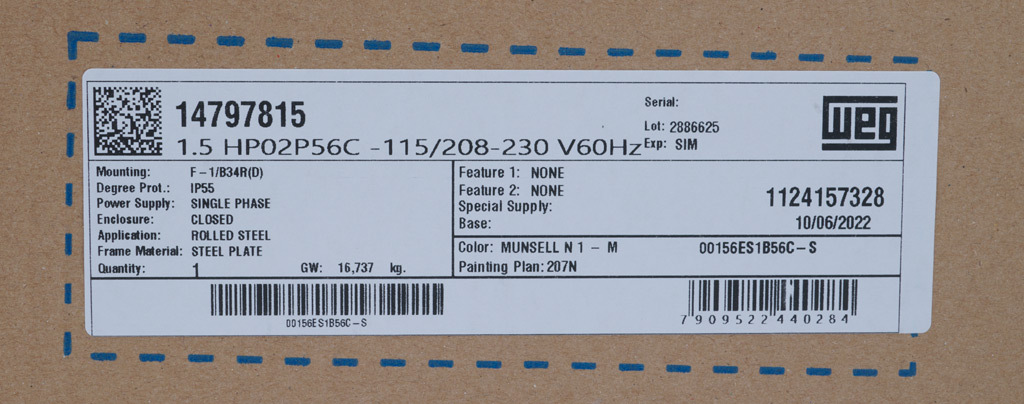 14797815
1.5 HP02P56C -115/208-230 V60Hz
Serial:
Lot: 2886625
Exp: SIM
WEG
Mounting: F-1/B34R(D)
Degree Prot.: IP55
Power Supply: SINGLE PHASE
Enclosure: CLOSED
Application: ROLLED STEEL
Frame Material: STEEL PLATE
Quantity: 1 GW: 16,737 kg.
Feature 1: NONE
Feature 2: NONE
Special Supply:
Base:
1124157328
10/06/2022
Color: MUNSELL N 1 - M 00156ES1B56C-S
Painting Plan: 207N
00156ES1B56C-S
7909522440284